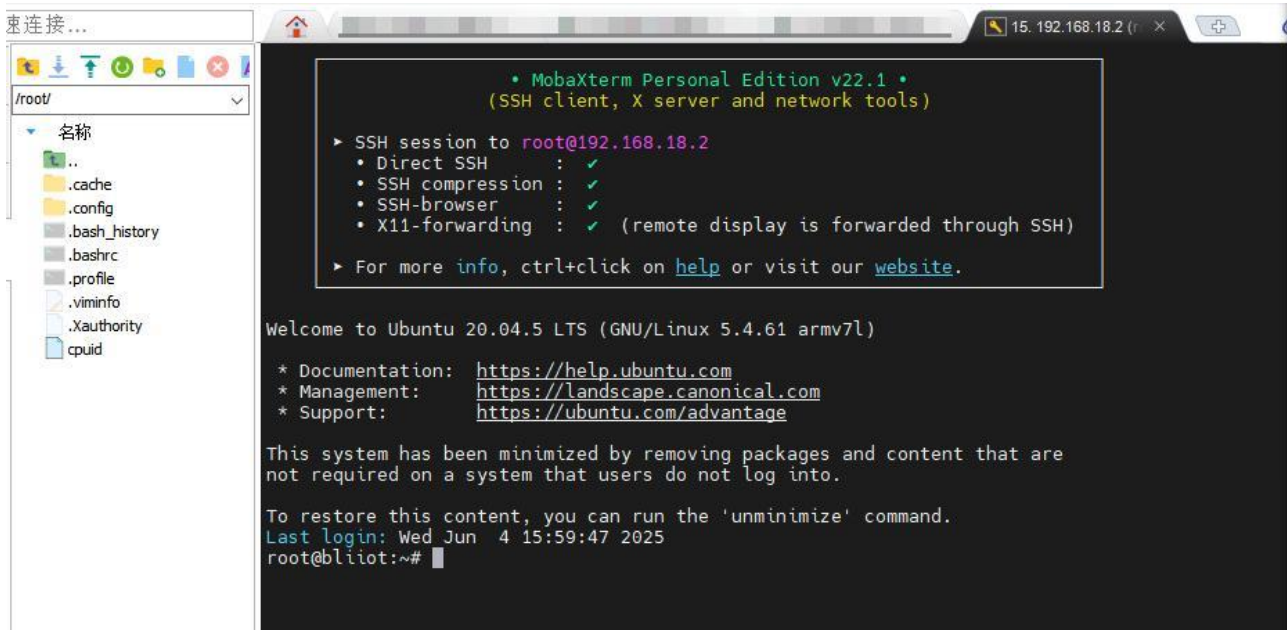 速连接...
15. 192.168.18.2 (r
/root/
名称
..
.cache
.config
.bash_history
.bashrc
.profile
.viminfo
.Xauthority
cpuid
• MobaXterm Personal Edition v22.1 •
(SSH client, X server and network tools)
► SSH session to root@192.168.18.2
• Direct SSH : ✔
• SSH compression : ✔
• SSH-browser : ✔
• X11-forwarding : ✔ (remote display is forwarded through SSH)
► For more info, ctrl+click on help or visit our website.
Welcome to Ubuntu 20.04.5 LTS (GNU/Linux 5.4.61 armv7l)
* Documentation: https://help.ubuntu.com
* Management: https://landscape.canonical.com
* Support: https://ubuntu.com/advantage
This system has been minimized by removing packages and content that are
not required on a system that users do not log into.
To restore this content, you can run the 'unminimize' command.
Last login: Wed Jun 4 15:59:47 2025
root@bliiot:~#